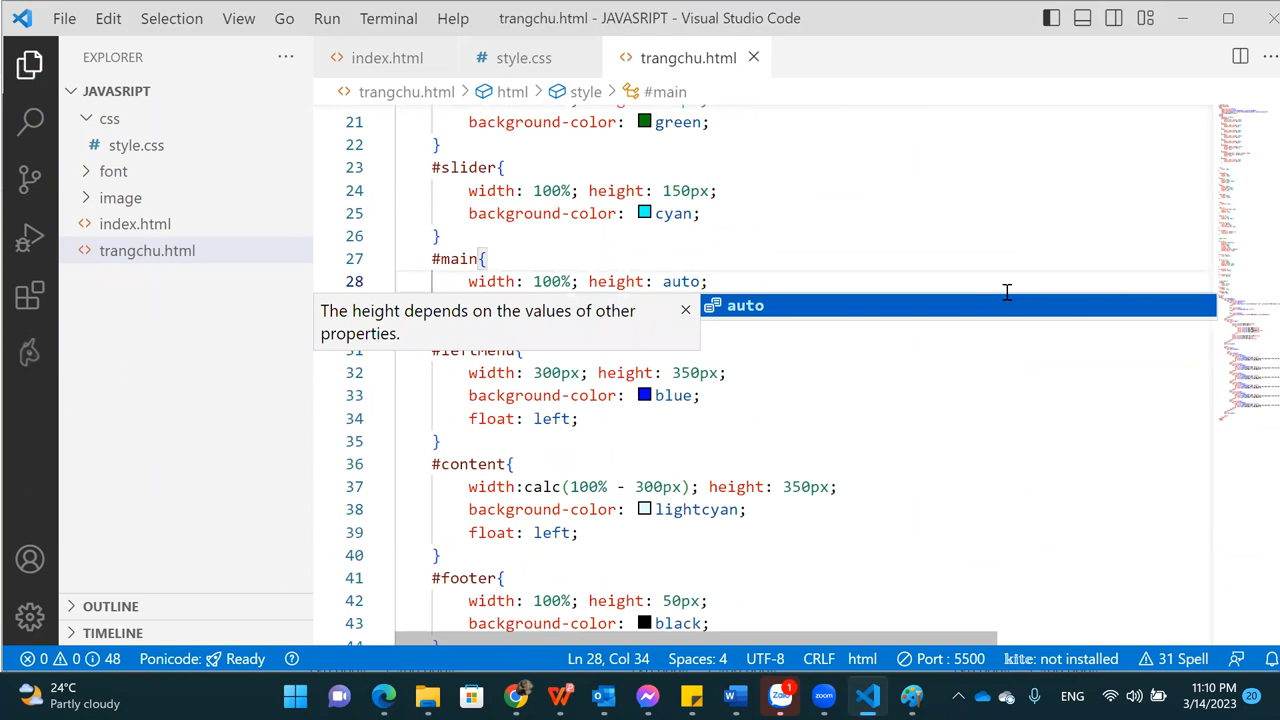 File Edit Selection View Go Run Terminal Help trangchu.html - JAVASRIPT - Visual Studio Code
EXPLORER
index.html
style.css
trangchu.html
JAVASRIPT
trangchu.html > html > style > #main
css
style.css
font
image
index.html
trangchu.html
OUTLINE
TIMELINE
21 background-color: green;
22 }
23 #slider{
24 width: 100%; height: 150px;
25 background-color: cyan;
26 }
27 #main{
width: 100%; height: auto;
The height depends on the values of other
properties.
auto
32 width: 300px; height: 350px;
33 background-color: blue;
34 float: left;
35 }
36 #content{
37 width:calc(100% - 300px); height: 350px;
38 background-color: lightcyan;
39 float: left;
40 }
41 #footer{
42 width: 100%; height: 50px;
43 background-color: black;
0 0 48 Ponicode: Ready Ln 28, Col 34 Spaces: 4 UTF-8 CRLF html Port : 5500 kite: not installed 31 Spell
24°C
Partly cloudy
ENG
11:10 PM
3/14/2023
20
Zalo
1
zoom